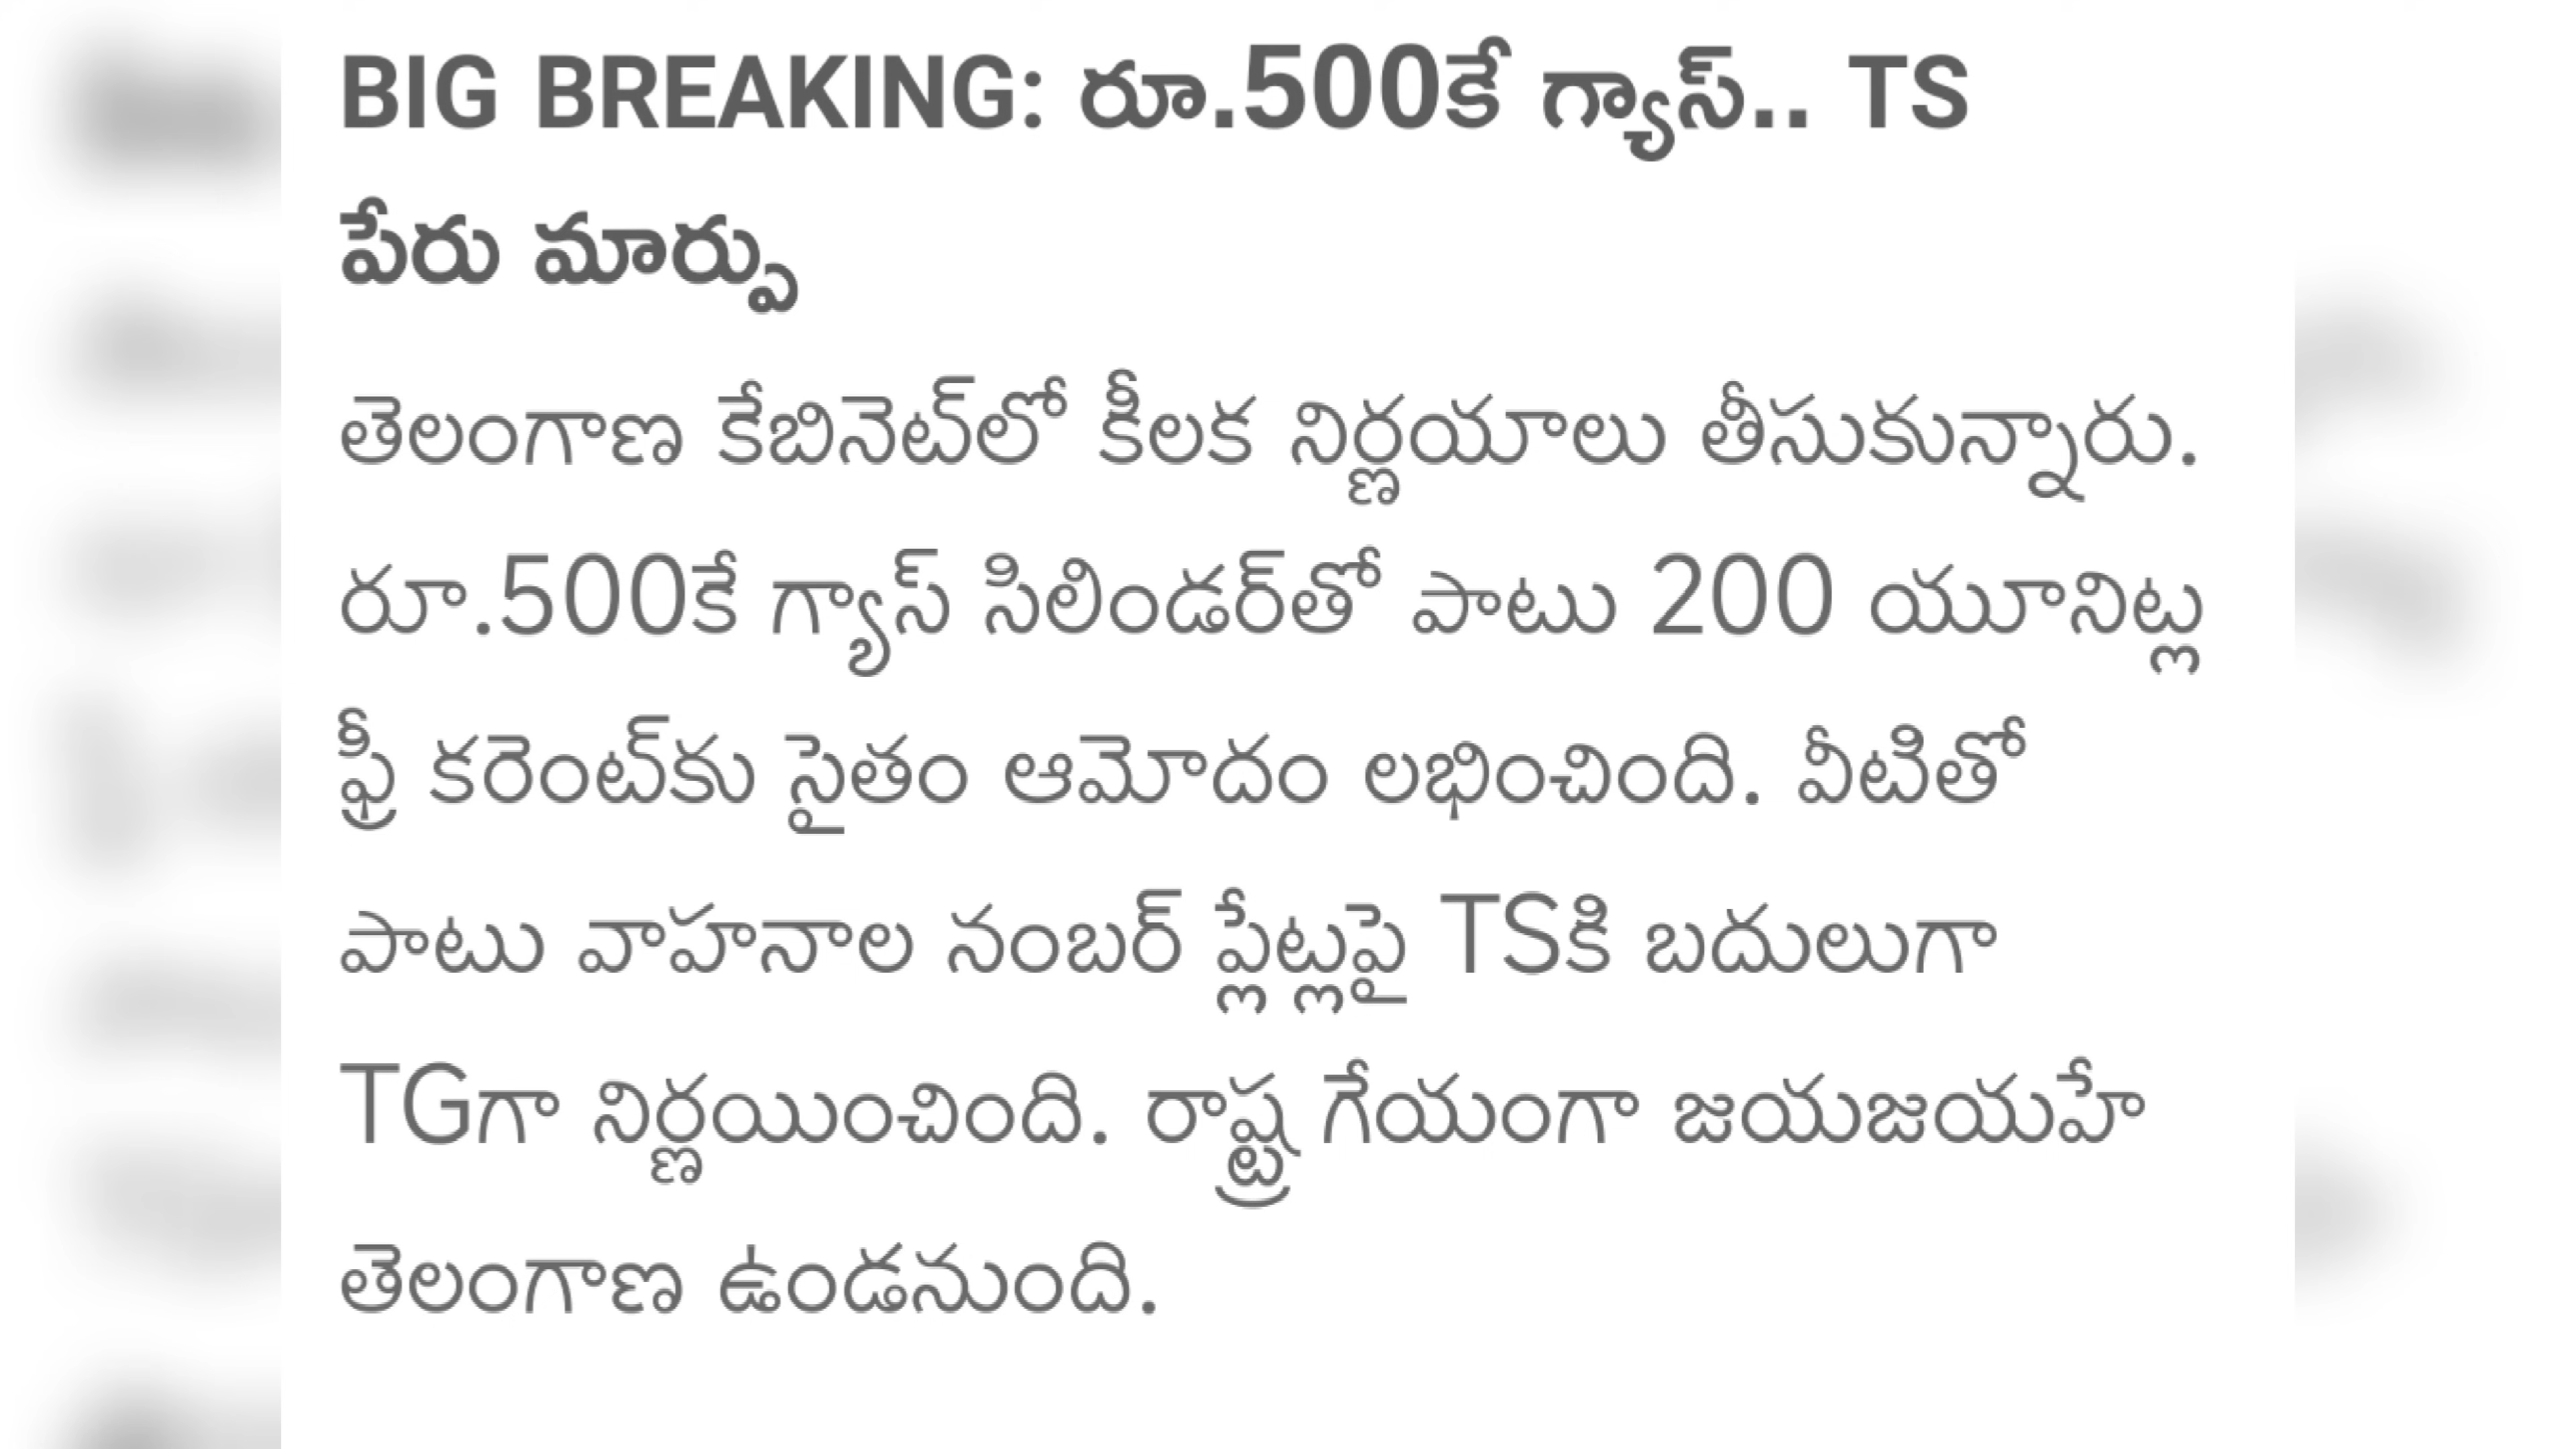 BIG BREAKING: రూ.500కే గ్యాస్.. TS
పేరు మార్పు
తెలంగాణ కేబినెట్‌లో కీలక నిర్ణయాలు తీసుకున్నారు.
రూ.500కే గ్యాస్ సిలిండర్‌తో పాటు 200 యూనిట్ల
ఫ్రీ కరెంట్‌కు సైతం ఆమోదం లభించింది. వీటితో
పాటు వాహనాల నంబర్ ప్లేట్లపై TSకి బదులుగా
TGగా నిర్ణయించింది. రాష్ట్ర గేయంగా జయజయహే
తెలంగాణ ఉండనుంది.